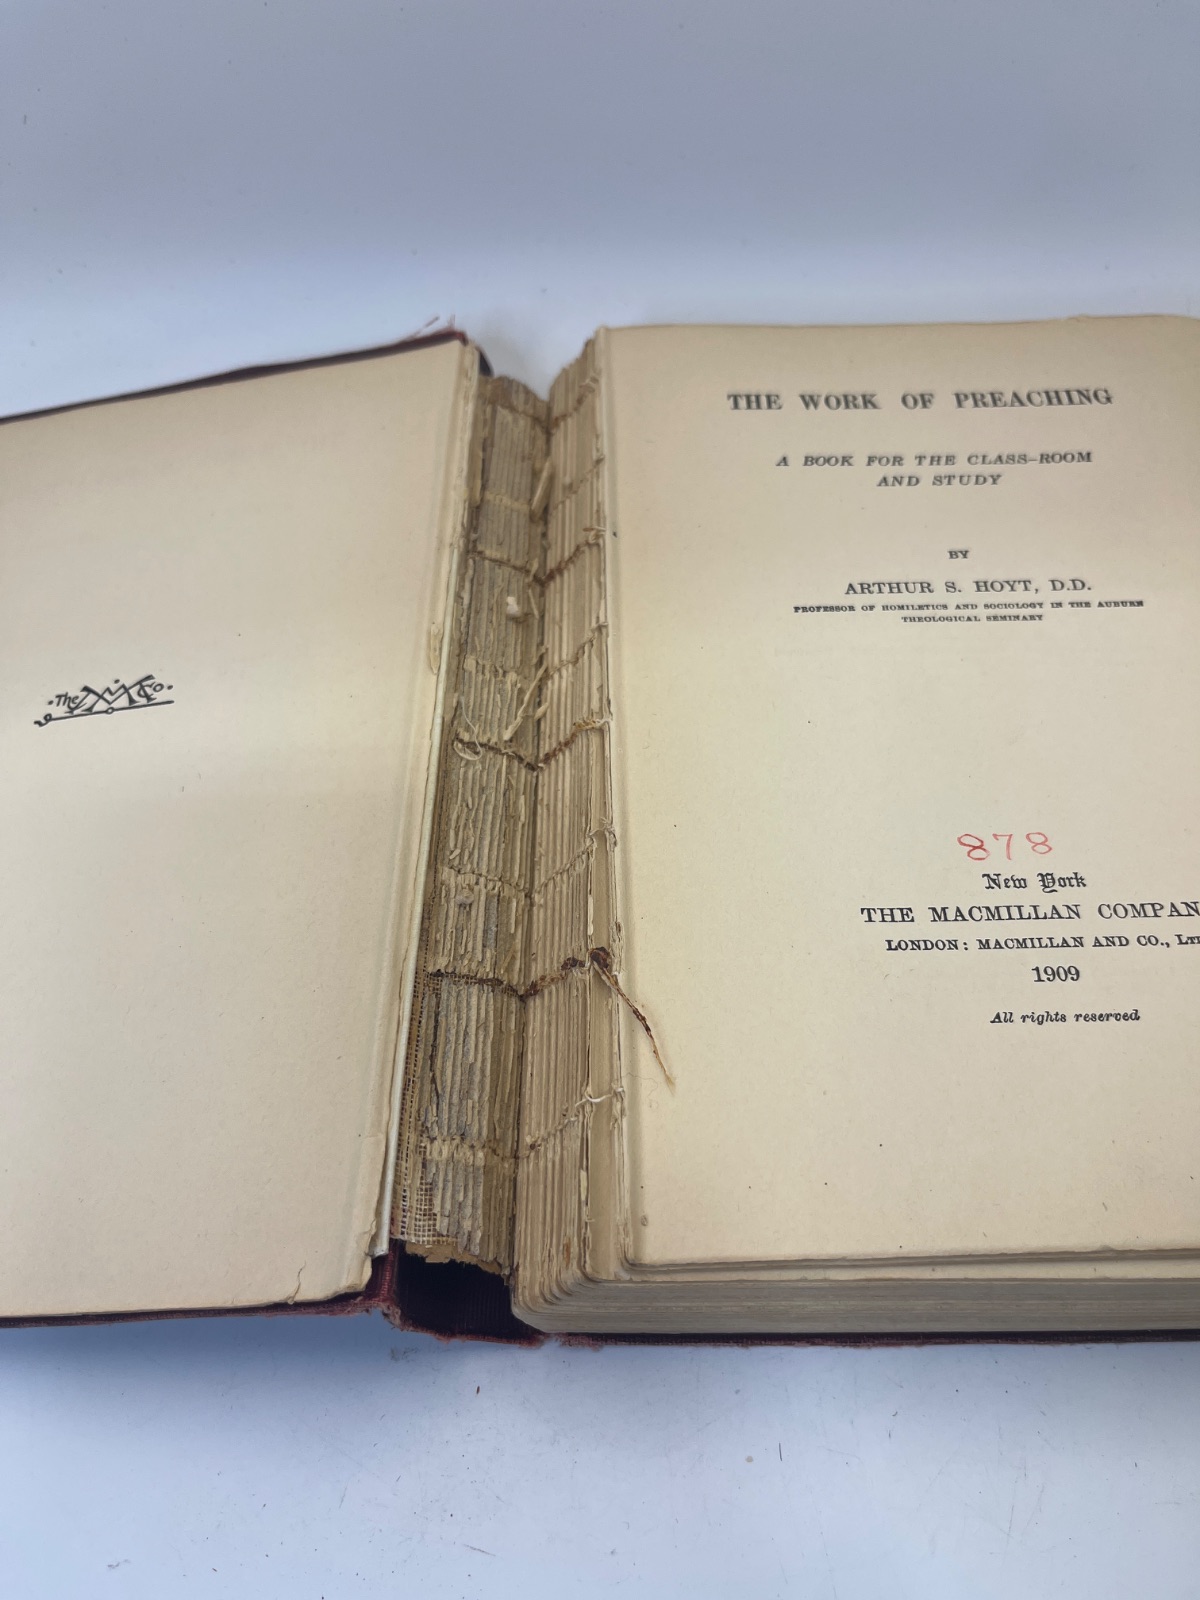 The M Co.
THE WORK OF PREACHING
A BOOK FOR THE CLASS-ROOM
AND STUDY
BY
ARTHUR S. HOYT, D.D.
PROFESSOR OF HOMILETICS AND SOCIOLOGY IN THE AUBURN
THEOLOGICAL SEMINARY
878
New York
THE MACMILLAN COMPAN
LONDON: MACMILLAN AND CO., LTD
1909
All rights reserved